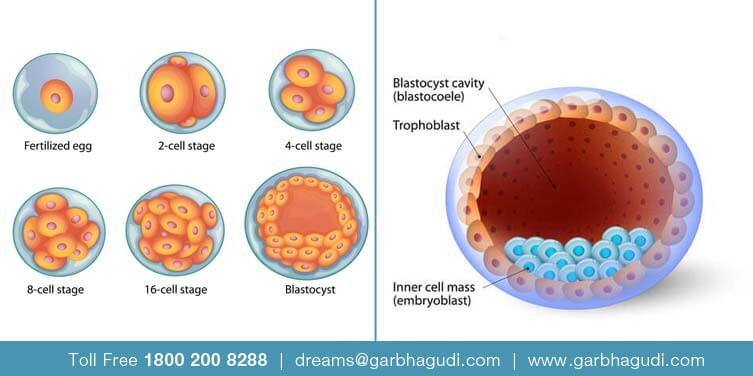 Fertilized egg
2-cell stage
4-cell stage
8-cell stage
16-cell stage
Blastocyst
Blastocyst cavity
(blastocoele)
Trophoblast
Inner cell mass
(embryoblast)
Toll Free 1800 200 8288 | dreams@garbhagudi.com | www.garbhagudi.com